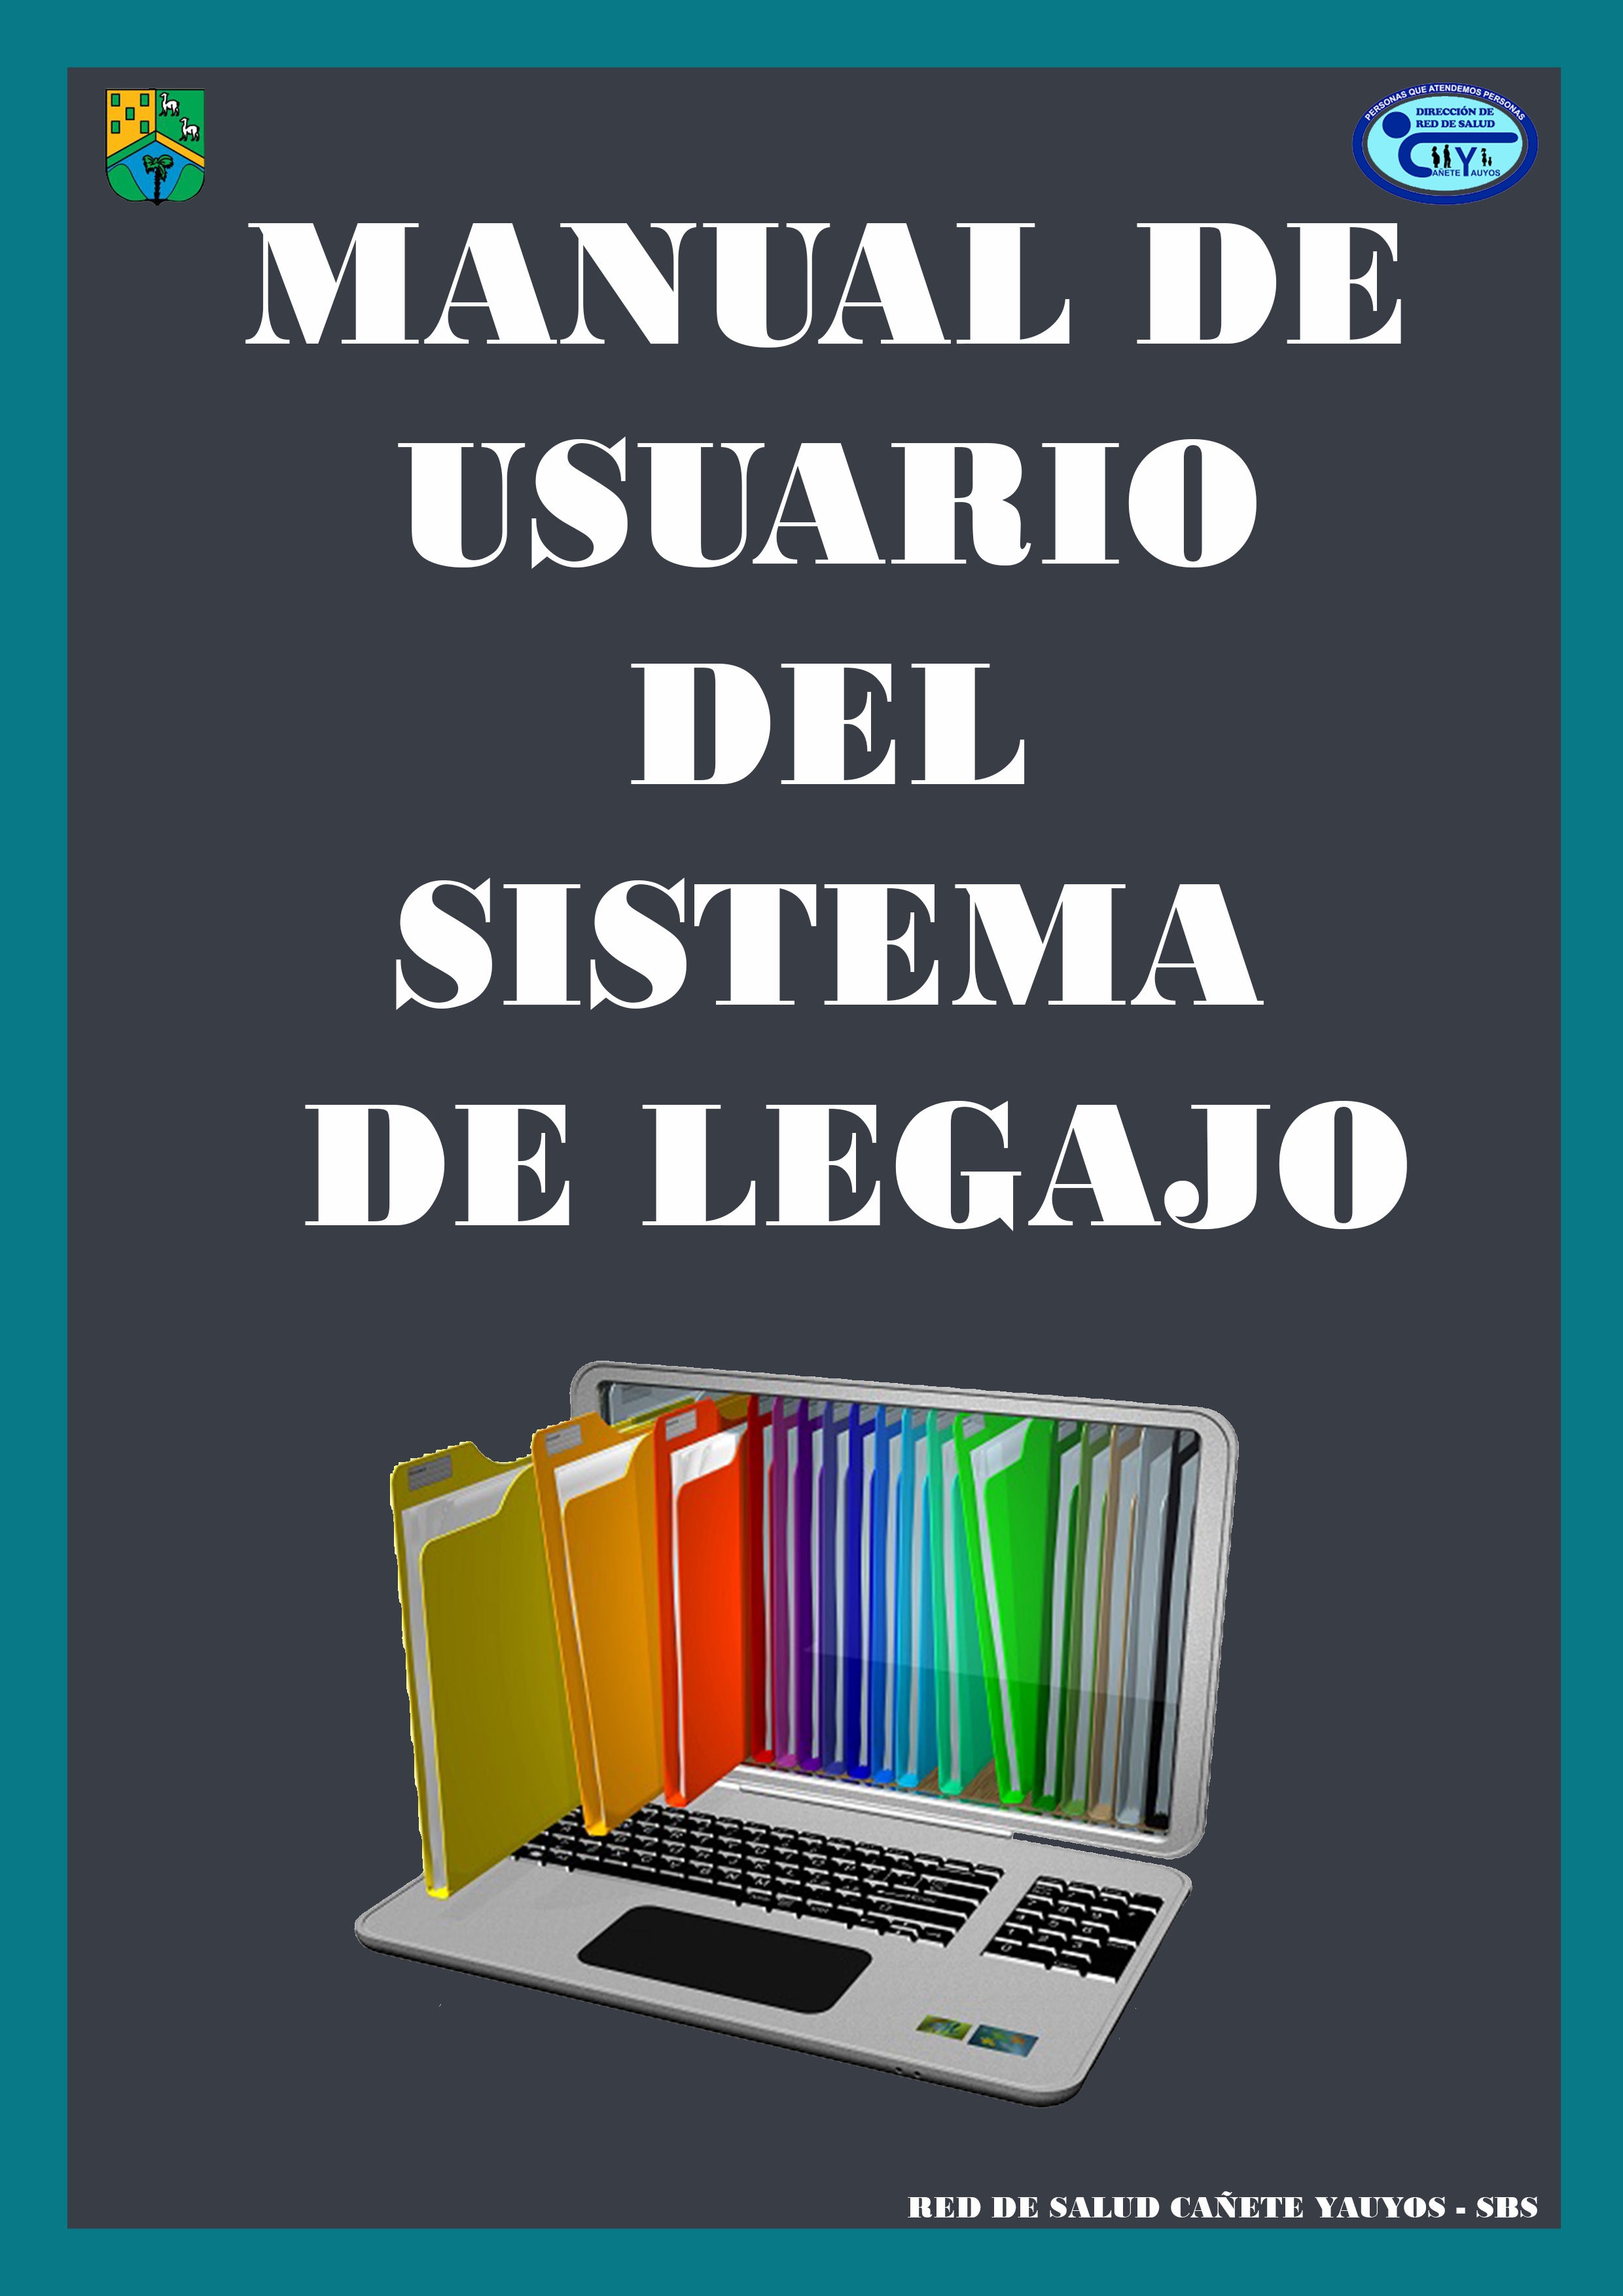 PERSONAS QUE ATENDEMOS PERSONAS
DIRECCIÓN DE
RED DE SALUD
CAÑETE YAUYOS
MANUAL DE
USUARIO
DEL
SISTEMA
DE LEGAJO
RED DE SALUD CAÑETE YAUYOS - SBS